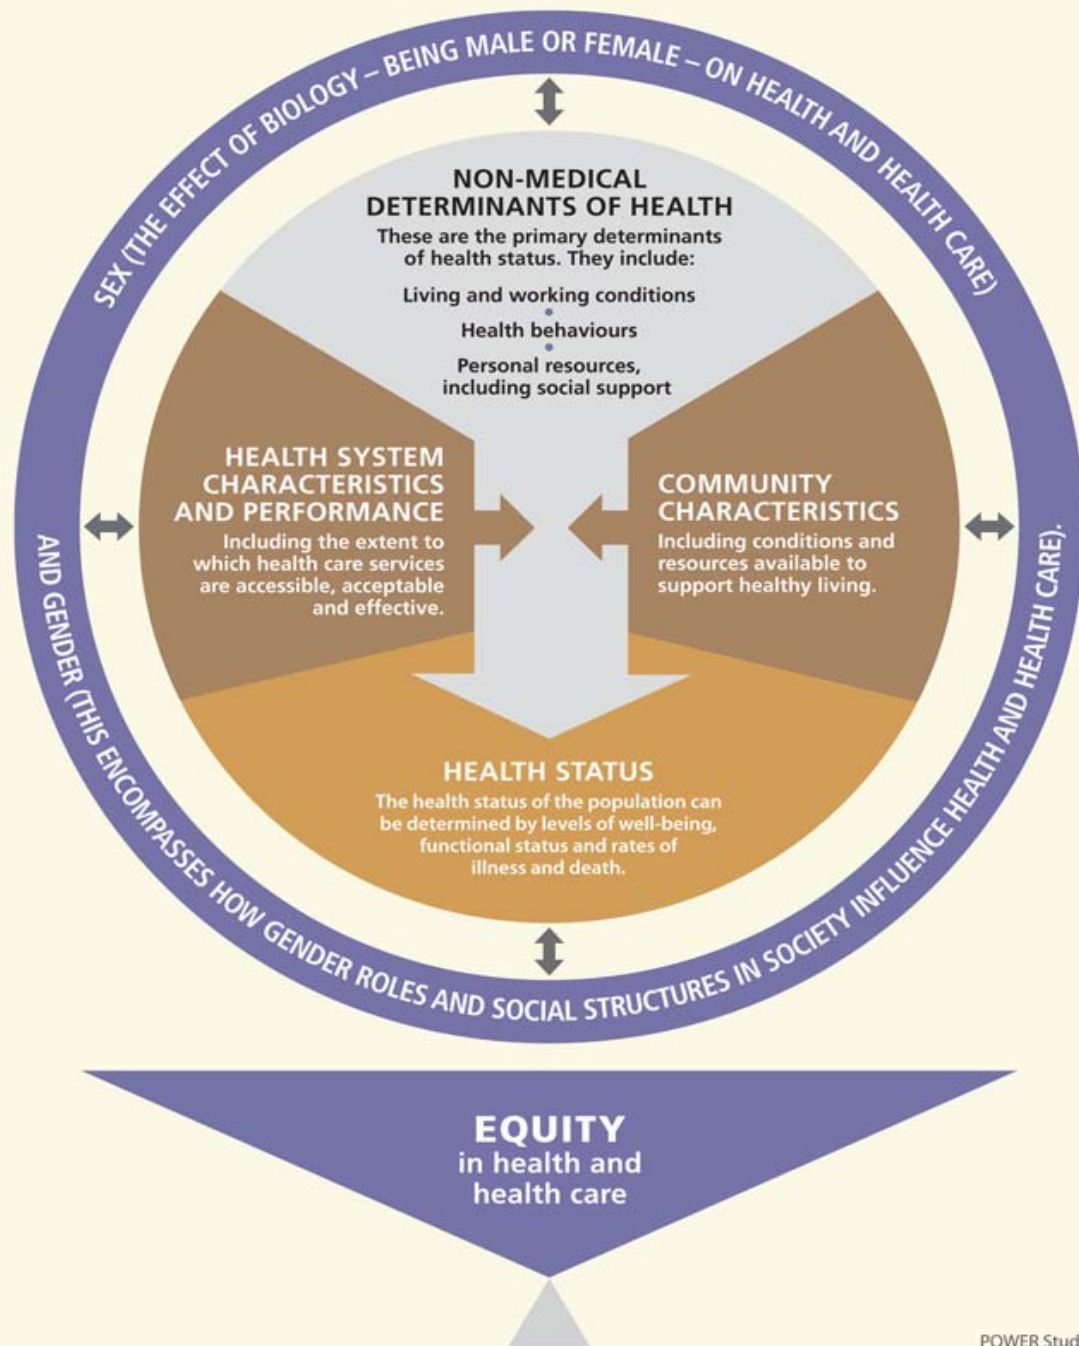 SEX (THE EFFECT OF BIOLOGY – BEING MALE OR FEMALE – ON HEALTH AND HEALTH CARE)
AND GENDER (THIS ENCOMPASSES HOW GENDER ROLES AND SOCIAL STRUCTURES IN SOCIETY INFLUENCE HEALTH AND HEALTH CARE).
NON-MEDICAL
DETERMINANTS OF HEALTH
These are the primary determinants
of health status. They include:
Living and working conditions
•
Health behaviours
•
Personal resources,
including social support
HEALTH SYSTEM
CHARACTERISTICS
AND PERFORMANCE
Including the extent to
which health care services
are accessible, acceptable
and effective.
COMMUNITY
CHARACTERISTICS
Including conditions and
resources available to
support healthy living.
HEALTH STATUS
The health status of the population can
be determined by levels of well-being,
functional status and rates of
illness and death.
EQUITY
in health and
health care
POWER